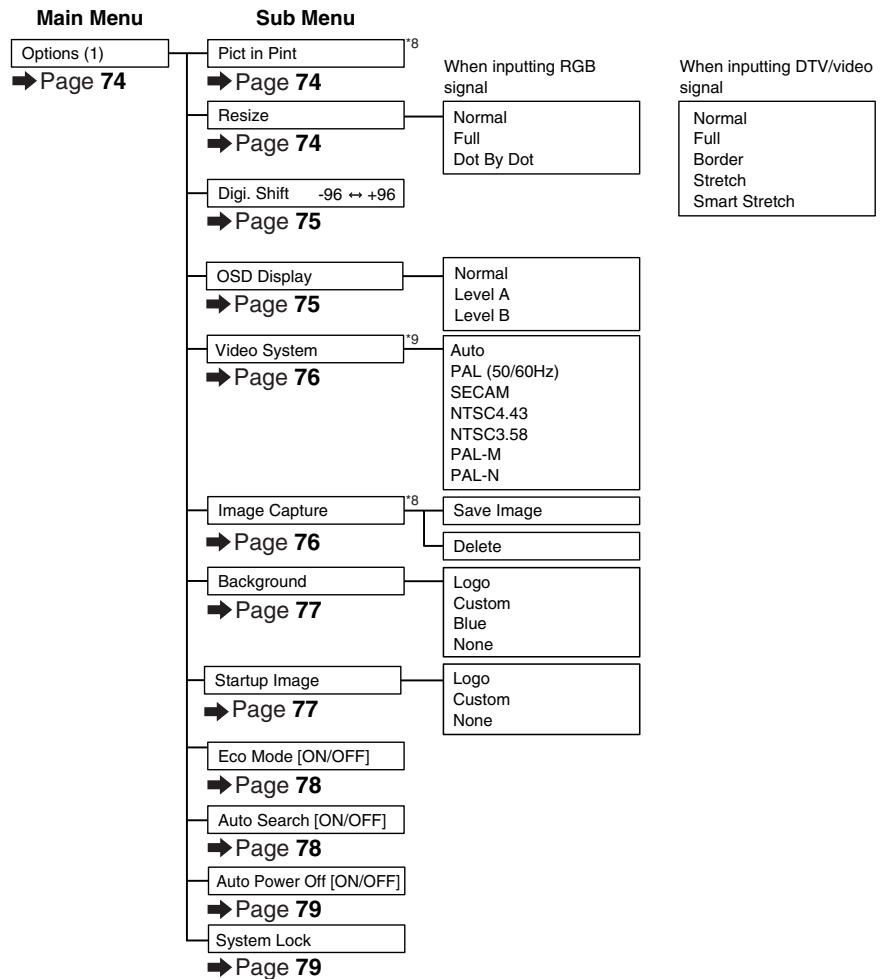 Main Menu
Sub Menu
Options (1)
Page 74
Pict in Pint *8
Page 74
When inputting RGB
signal
When inputting DTV/video
signal
Resize
Page 74
Normal
Full
Dot By Dot
Normal
Full
Border
Stretch
Smart Stretch
Digi. Shift -96 ↔ +96
Page 75
OSD Display
Page 75
Normal
Level A
Level B
Video System *9
Page 76
Auto
PAL (50/60Hz)
SECAM
NTSC4.43
NTSC3.58
PAL-M
PAL-N
Image Capture *8
Page 76
Save Image
Delete
Background
Page 77
Logo
Custom
Blue
None
Startup Image
Page 77
Logo
Custom
None
Eco Mode [ON/OFF]
Page 78
Auto Search [ON/OFF]
Page 78
Auto Power Off [ON/OFF]
Page 79
System Lock
Page 79